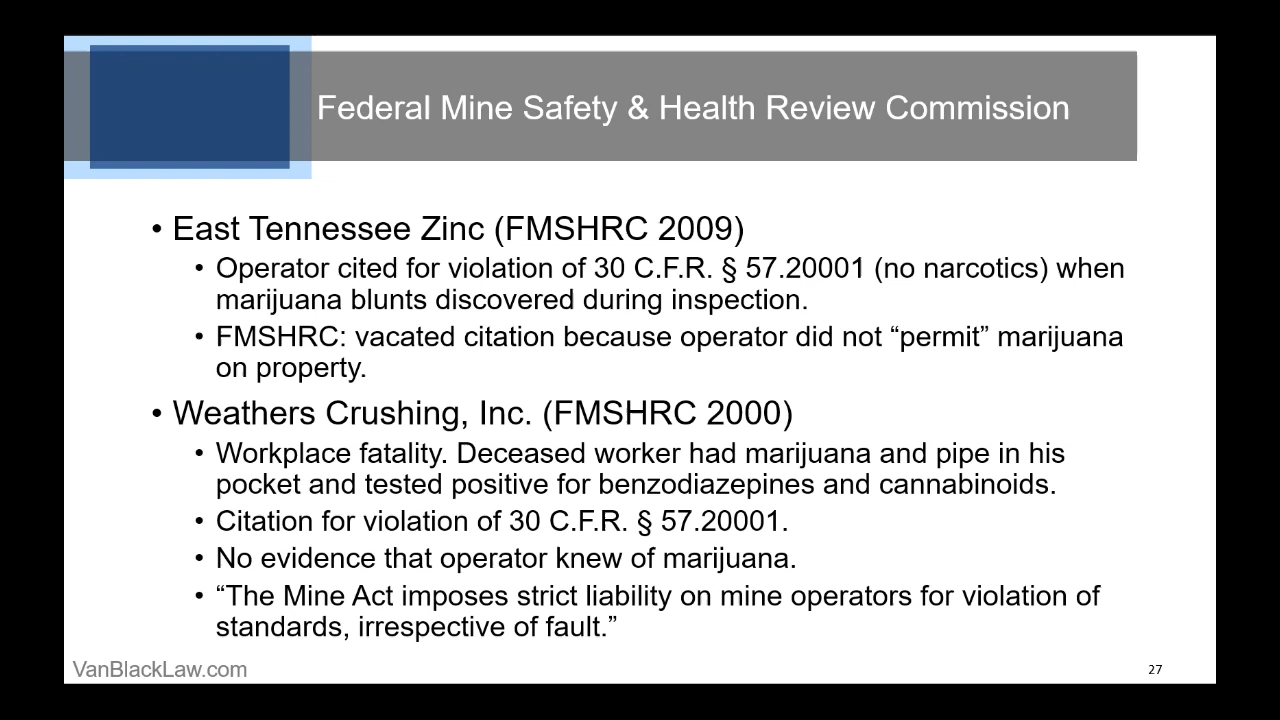 Federal Mine Safety & Health Review Commission
• East Tennessee Zinc (FMSHRC 2009)
• Operator cited for violation of 30 C.F.R. § 57.20001 (no narcotics) when
marijuana blunts discovered during inspection.
• FMSHRC: vacated citation because operator did not “permit” marijuana
on property.
• Weathers Crushing, Inc. (FMSHRC 2000)
• Workplace fatality. Deceased worker had marijuana and pipe in his
pocket and tested positive for benzodiazepines and cannabinoids.
• Citation for violation of 30 C.F.R. § 57.20001.
• No evidence that operator knew of marijuana.
• “The Mine Act imposes strict liability on mine operators for violation of
standards, irrespective of fault.”
VanBlackLaw.com
27